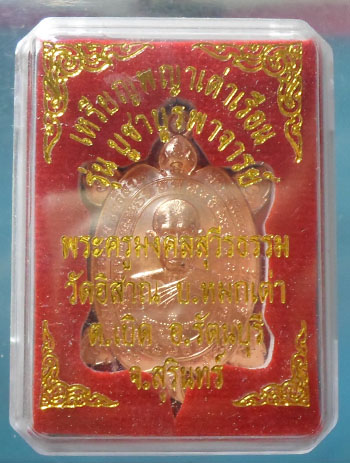 เหรียญพญาเต่าเรือน
รุ่น บูชาบูรพาจารย์
พระครูมงคลสุวีรธรรม
วัดอิสาณ บ.หมกเต่า
ต.เบิด อ.รัตนบุรี
จ.สุรินทร์